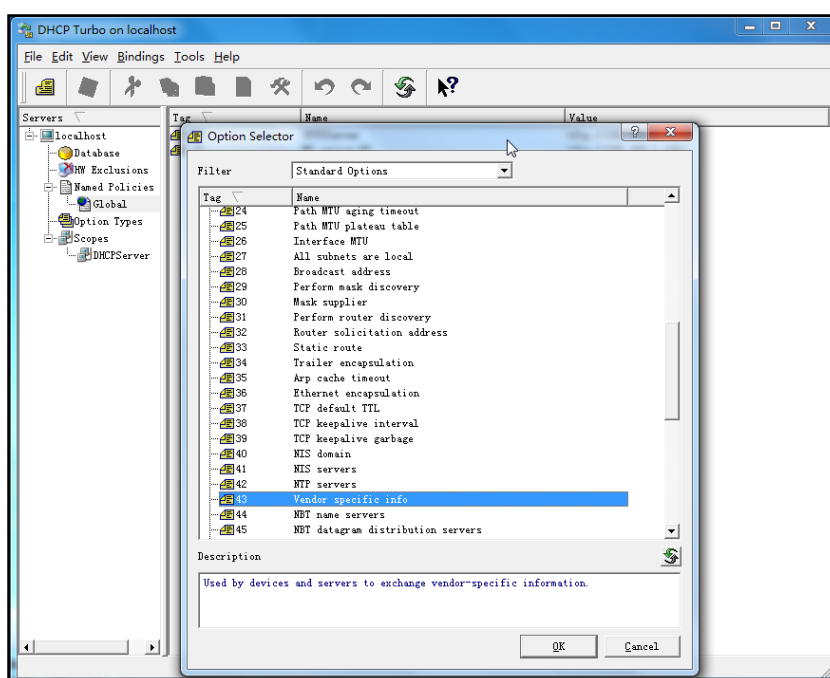 DHCP Turbo on localhost
File Edit View Bindings Tools Help
Servers
Tag Name Value
localhost
Database
HW Exclusions
Named Policies
Global
Option Types
Scopes
DHCPServer
Option Selector
Filter Standard Options
Tag Name
24 Path MTU aging timeout
25 Path MTU plateau table
26 Interface MTU
27 All subnets are local
28 Broadcast address
29 Perform mask discovery
30 Mask supplier
31 Perform router discovery
32 Router solicitation address
33 Static route
34 Trailer encapsulation
35 Arp cache timeout
36 Ethernet encapsulation
37 TCP default TTL
38 TCP keepalive interval
39 TCP keepalive garbage
40 NIS domain
41 NIS servers
42 NTP servers
43 Vendor specific info
44 NBT name servers
45 NBT datagram distribution servers
Description
Used by devices and servers to exchange vendor-specific information.
OK Cancel